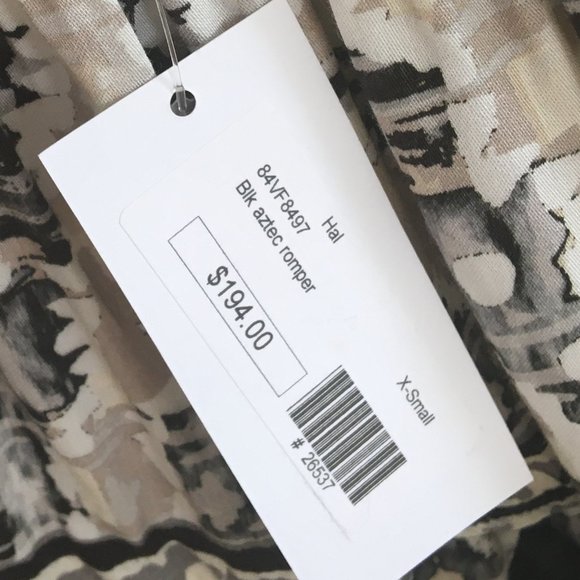 Hal
84VF8497
Blk aztec romper
$194.00
X-Small
# 26537